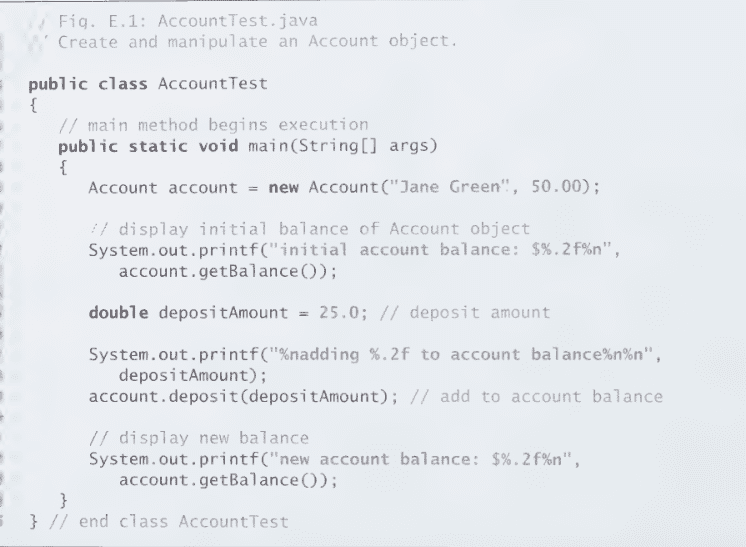 // Fig. E.1: AccountTest.java
// Create and manipulate an Account object.
public class AccountTest
{
// main method begins execution
public static void main(String[] args)
{
Account account = new Account("Jane Green", 50.00);
// display initial balance of Account object
System.out.printf("initial account balance: $%.2f%n",
account.getBalance());
double depositAmount = 25.0; // deposit amount
System.out.printf("%nadding %.2f to account balance%n%n",
depositAmount);
account.deposit(depositAmount); // add to account balance
// display new balance
System.out.printf("new account balance: $%.2f%n",
account.getBalance());
}
} // end class AccountTest